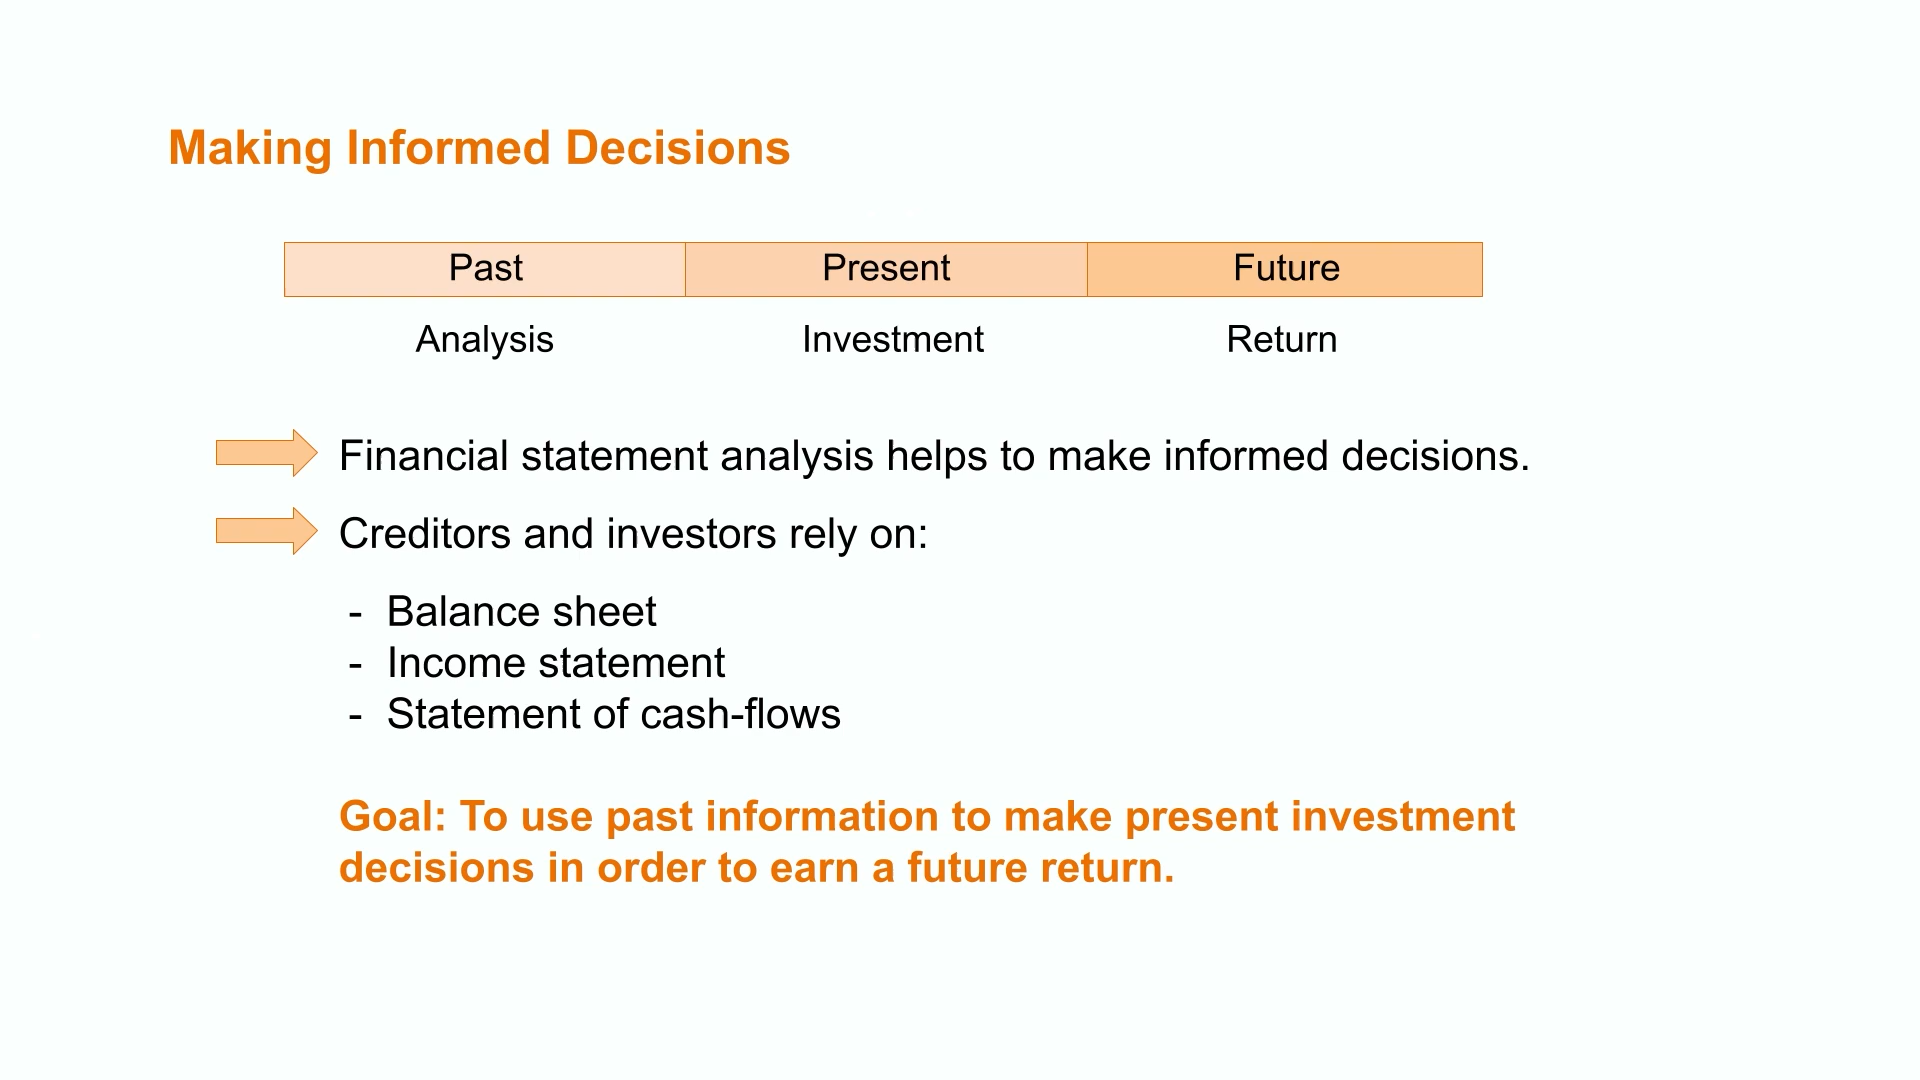 Making Informed Decisions
Past Present Future
Analysis Investment Return
Financial statement analysis helps to make informed decisions.
Creditors and investors rely on:
- Balance sheet
- Income statement
- Statement of cash-flows
Goal: To use past information to make present investment
decisions in order to earn a future return.